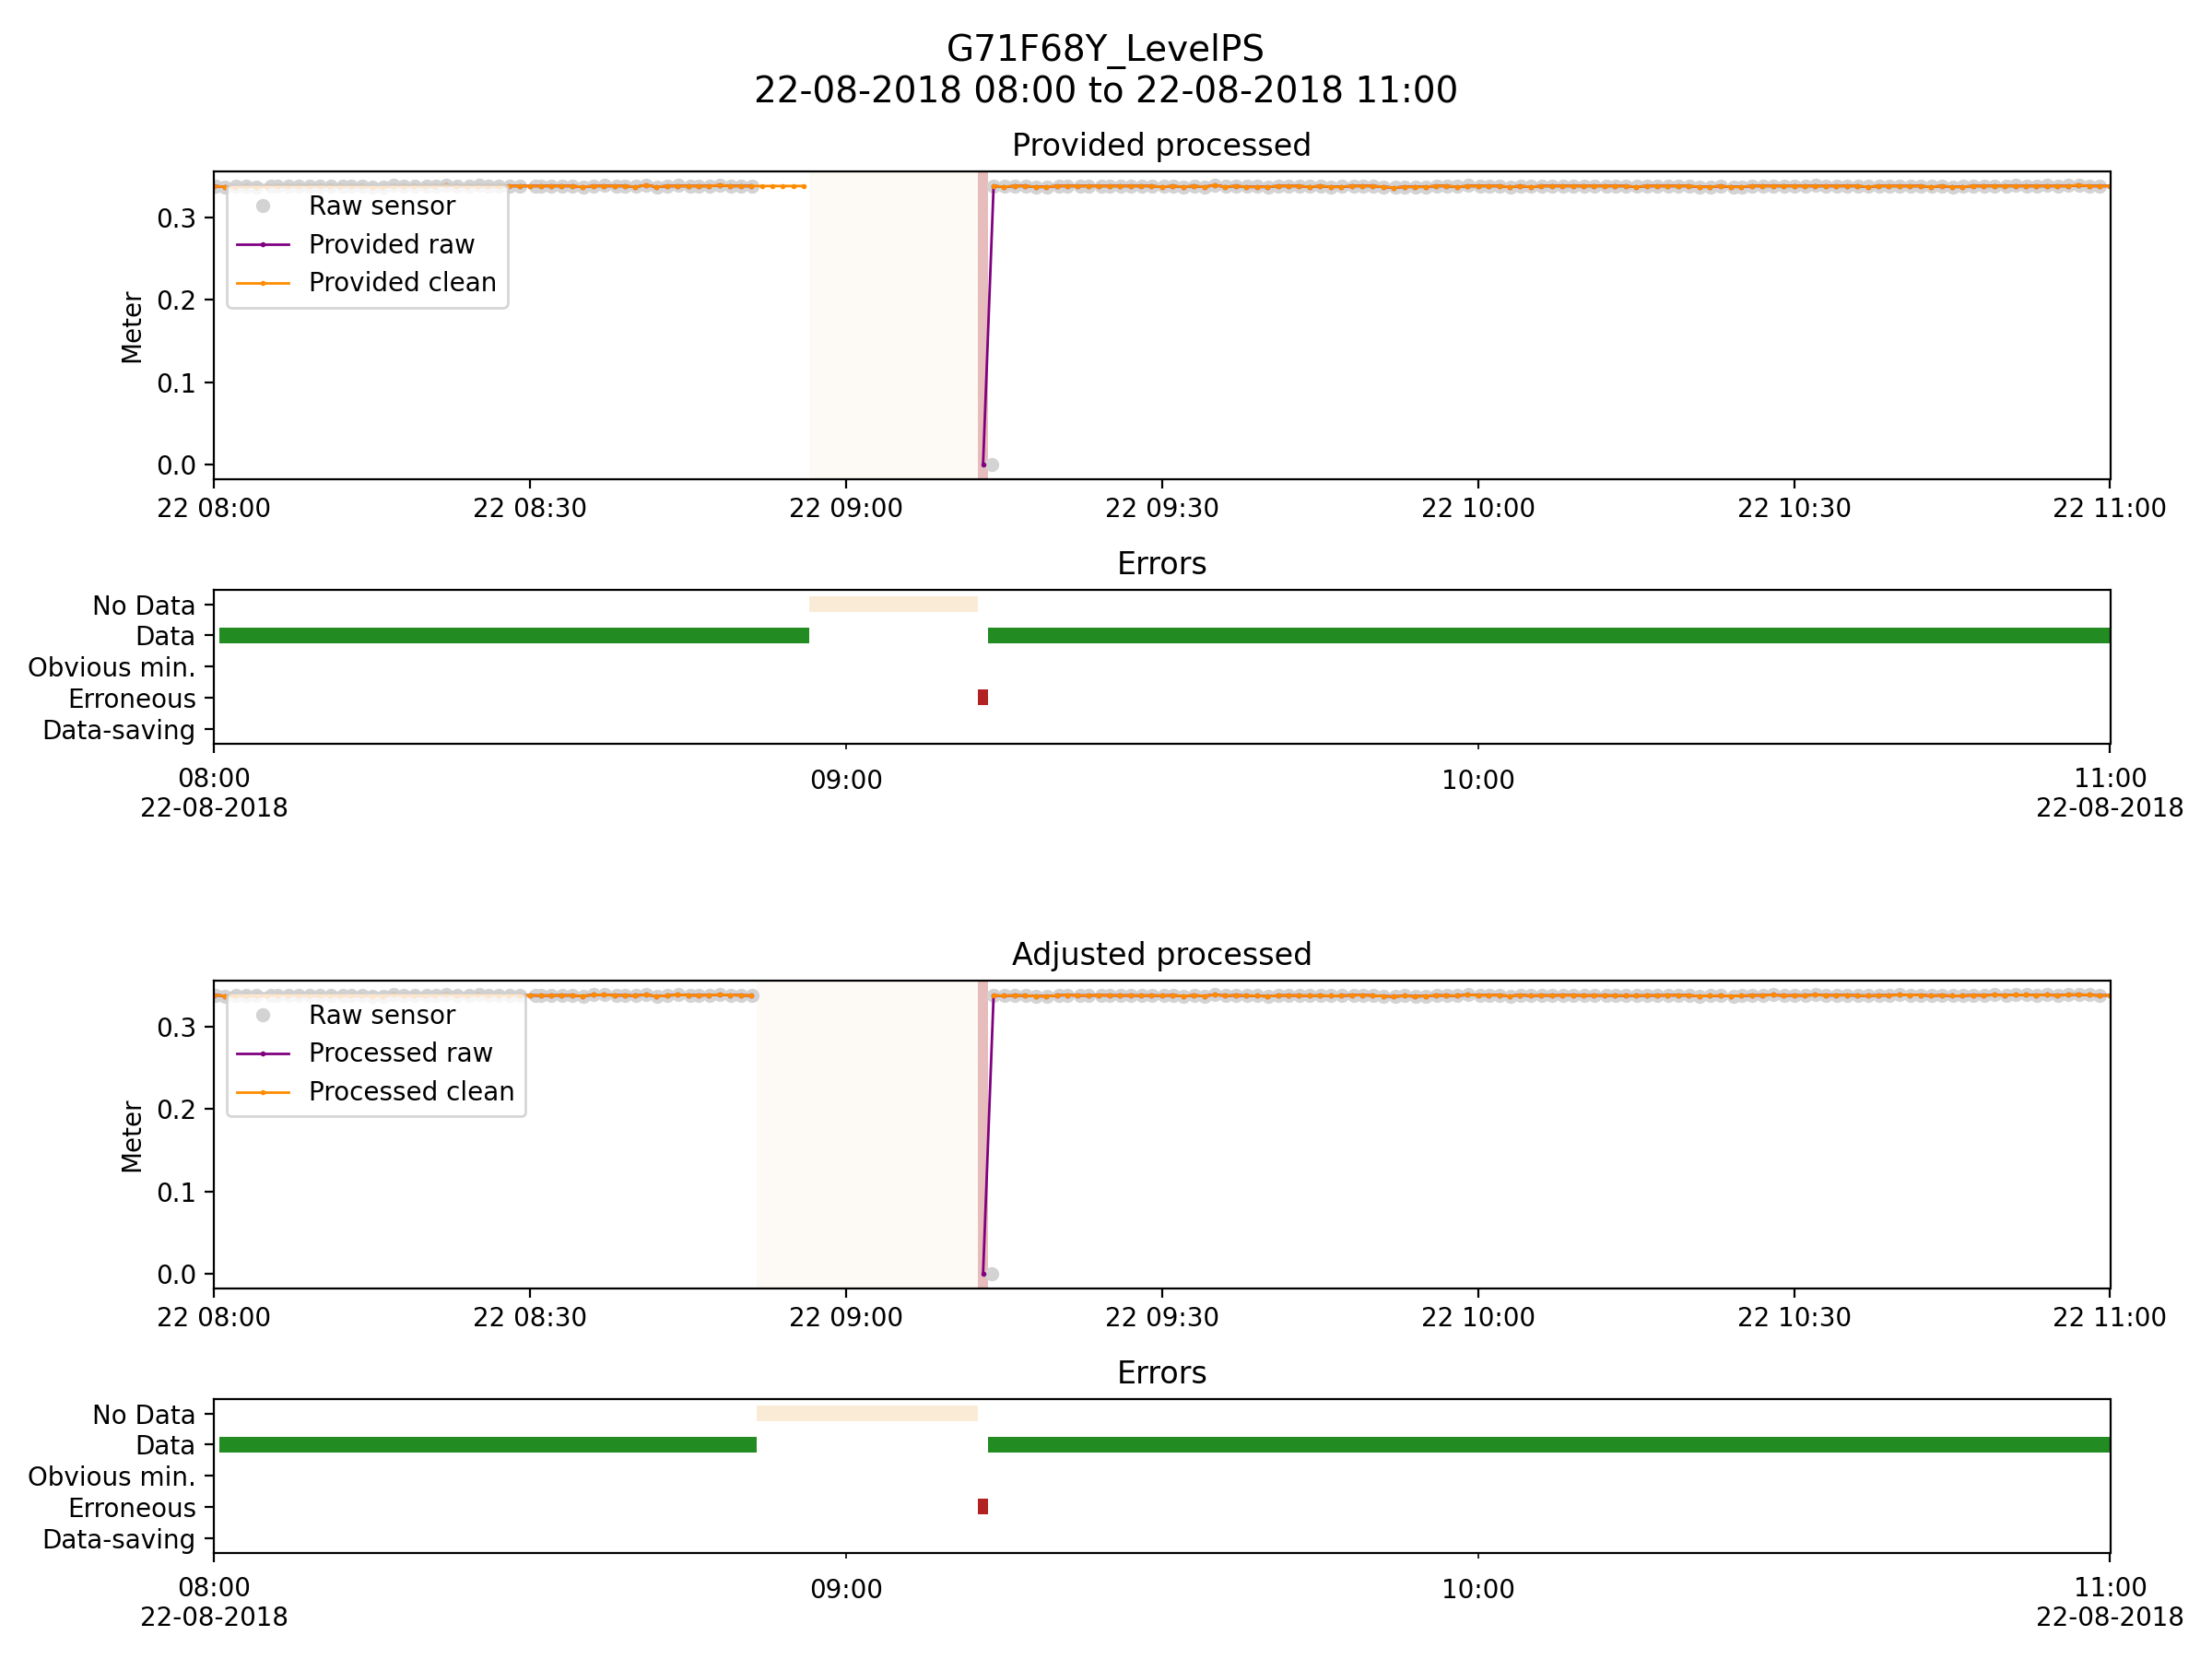 G71F68Y_LevelPS
22-08-2018 08:00 to 22-08-2018 11:00
Provided processed
Meter
0.3
0.2
0.1
0.0
Raw sensor
Provided raw
Provided clean
22 08:00 22 08:30 22 09:00 22 09:30 22 10:00 22 10:30 22 11:00
Errors
No Data
Data
Obvious min.
Erroneous
Data-saving
08:00 09:00 10:00 11:00
22-08-2018 22-08-2018
Adjusted processed
Meter
0.3
0.2
0.1
0.0
Raw sensor
Processed raw
Processed clean
22 08:00 22 08:30 22 09:00 22 09:30 22 10:00 22 10:30 22 11:00
Errors
No Data
Data
Obvious min.
Erroneous
Data-saving
08:00 09:00 10:00 11:00
22-08-2018 22-08-2018